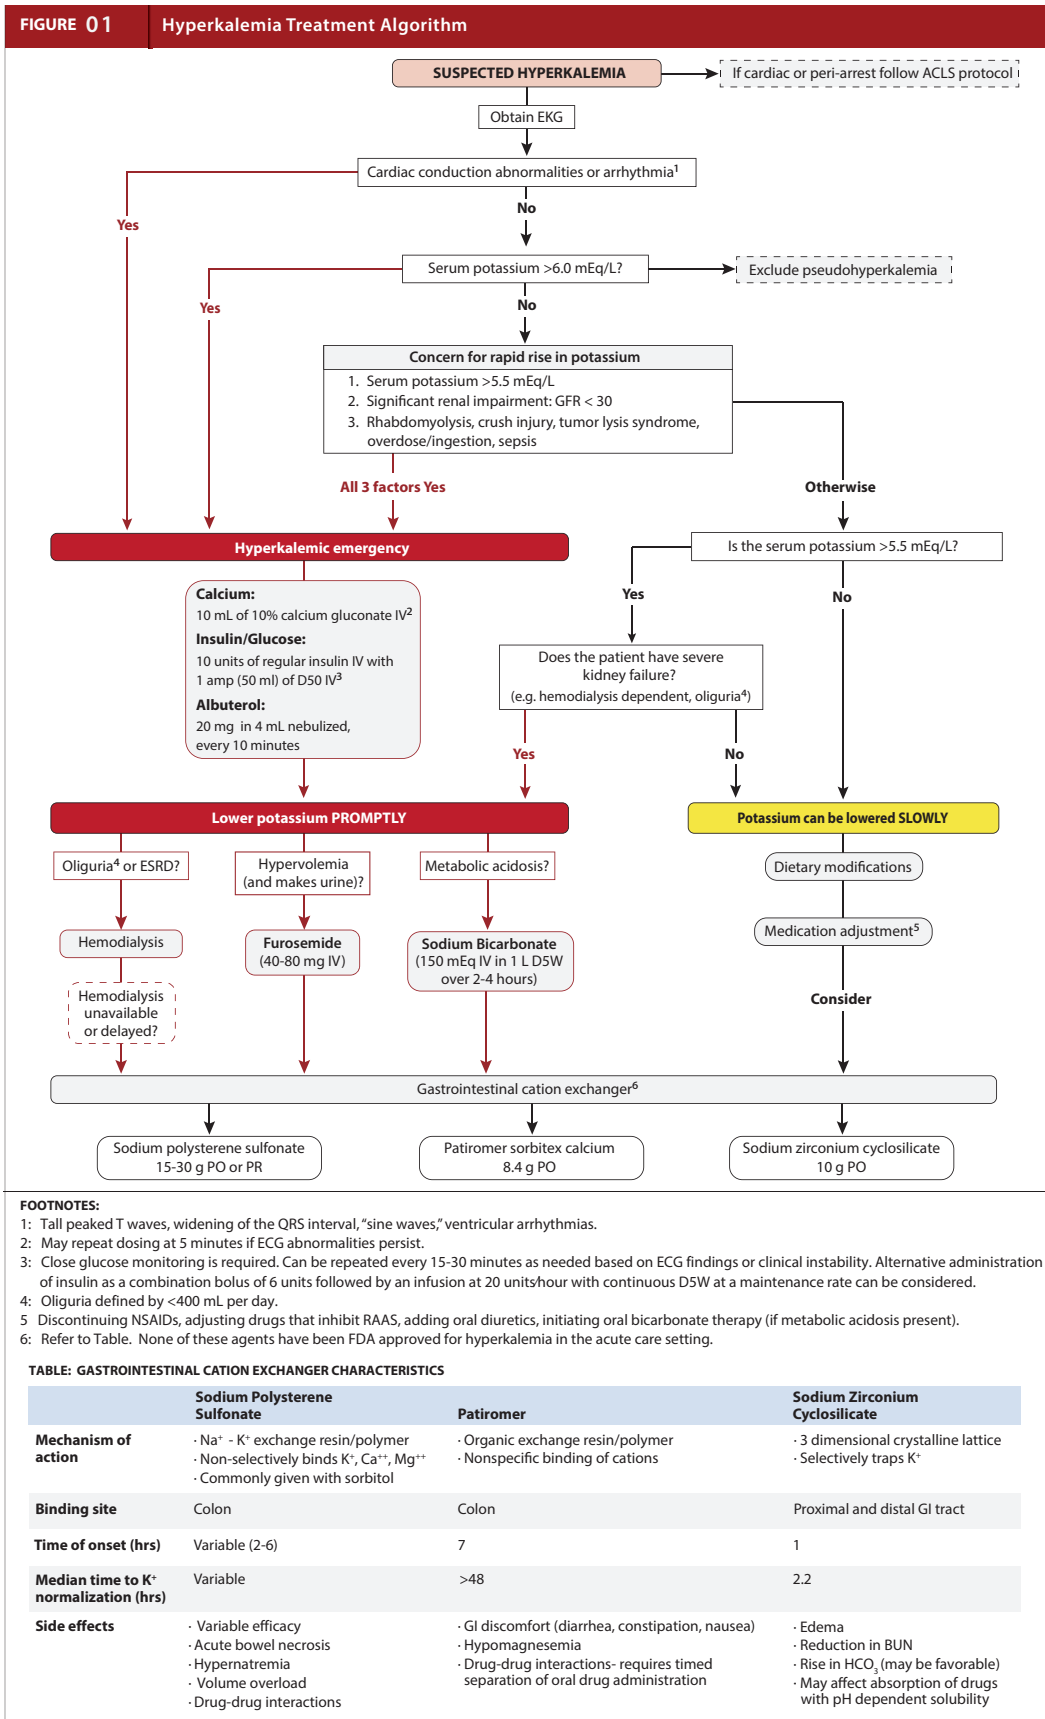 FIGURE 01 Hyperkalemia Treatment Algorithm
SUSPECTED HYPERKALEMIA
If cardiac or peri-arrest follow ACLS protocol
Obtain EKG
Cardiac conduction abnormalities or arrhythmia1
Yes
No
Serum potassium >6.0 mEq/L?
Exclude pseudohyperkalemia
Yes
No
Concern for rapid rise in potassium
1. Serum potassium >5.5 mEq/L
2. Significant renal impairment: GFR < 30
3. Rhabdomyolysis, crush injury, tumor lysis syndrome,
overdose/ingestion, sepsis
All 3 factors Yes
Otherwise
Hyperkalemic emergency
Is the serum potassium >5.5 mEq/L?
Calcium:
10 mL of 10% calcium gluconate IV2
Insulin/Glucose:
10 units of regular insulin IV with
1 amp (50 ml) of D50 IV3
Albuterol:
20 mg in 4 mL nebulized,
every 10 minutes
Yes
No
Does the patient have severe
kidney failure?
(e.g. hemodialysis dependent, oliguria4)
Yes
No
Lower potassium PROMPTLY
Potassium can be lowered SLOWLY
Oliguria4 or ESRD?
Hypervolemia
(and makes urine)?
Metabolic acidosis?
Dietary modifications
Hemodialysis
Furosemide
(40-80 mg IV)
Sodium Bicarbonate
(150 mEq IV in 1 L D5W
over 2-4 hours)
Medication adjustment5
Hemodialysis
unavailable
or delayed?
Consider
Gastrointestinal cation exchanger6
Sodium polysterene sulfonate
15-30 g PO or PR
Patiromer sorbitex calcium
8.4 g PO
Sodium zirconium cyclosilicate
10 g PO
FOOTNOTES:
1: Tall peaked T waves, widening of the QRS interval, “sine waves,” ventricular arrhythmias.
2: May repeat dosing at 5 minutes if ECG abnormalities persist.
3: Close glucose monitoring is required. Can be repeated every 15-30 minutes as needed based on ECG findings or clinical instability. Alternative administration
of insulin as a combination bolus of 6 units followed by an infusion at 20 units/hour with continuous D5W at a maintenance rate can be considered.
4: Oliguria defined by <400 mL per day.
5 Discontinuing NSAIDs, adjusting drugs that inhibit RAAS, adding oral diuretics, initiating oral bicarbonate therapy (if metabolic acidosis present).
6: Refer to Table. None of these agents have been FDA approved for hyperkalemia in the acute care setting.
TABLE: GASTROINTESTINAL CATION EXCHANGER CHARACTERISTICS
Sodium Polysterene
Sulfonate
Patiromer
Sodium Zirconium
Cyclosilicate
Mechanism of
action
· Na+ - K+ exchange resin/polymer
· Non-selectively binds K+, Ca++, Mg++
· Commonly given with sorbitol
· Organic exchange resin/polymer
· Nonspecific binding of cations
· 3 dimensional crystalline lattice
· Selectively traps K+
Binding site Colon Colon Proximal and distal GI tract
Time of onset (hrs) Variable (2-6) 7 1
Median time to K+
normalization (hrs)
Variable >48 2.2
Side effects
· Variable efficacy
· Acute bowel necrosis
· Hypernatremia
· Volume overload
· Drug-drug interactions
· GI discomfort (diarrhea, constipation, nausea)
· Hypomagnesemia
· Drug-drug interactions- requires timed
separation of oral drug administration
· Edema
· Reduction in BUN
· Rise in HCO3 (may be favorable)
· May affect absorption of drugs
with pH dependent solubility